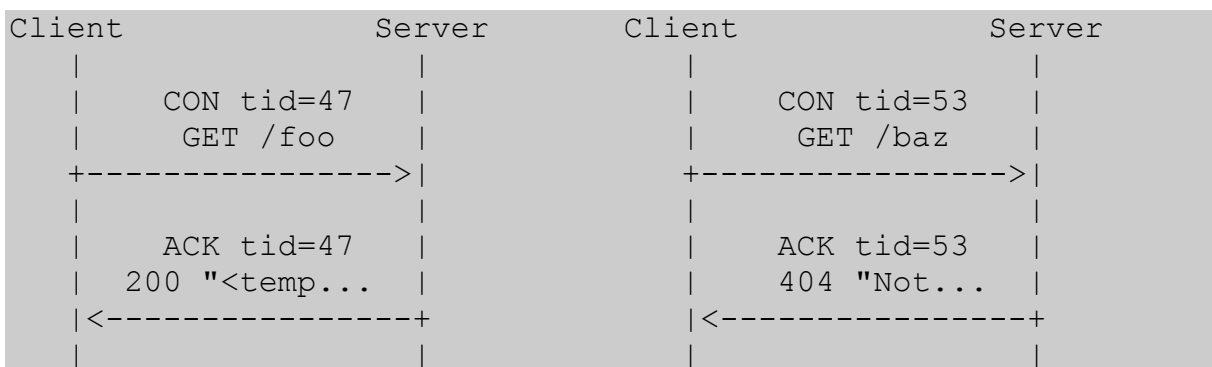 Client Server Client Server
CON tid=47 CON tid=53
GET /foo GET /baz
+---------------->| +---------------->|
ACK tid=47 ACK tid=53
200 "<temp... 404 "Not...
|<----------------+ |<----------------+